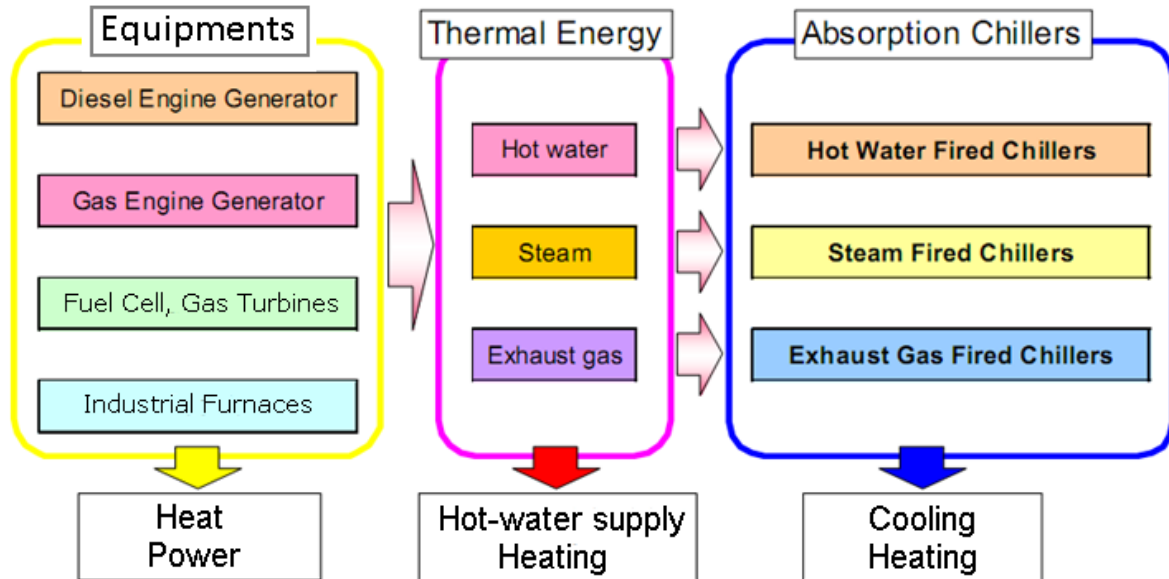 Equipments
Diesel Engine Generator
Gas Engine Generator
Fuel Cell, Gas Turbines
Industrial Furnaces
Heat
Power
Thermal Energy
Hot water
Steam
Exhaust gas
Hot-water supply
Heating
Absorption Chillers
Hot Water Fired Chillers
Steam Fired Chillers
Exhaust Gas Fired Chillers
Cooling
Heating